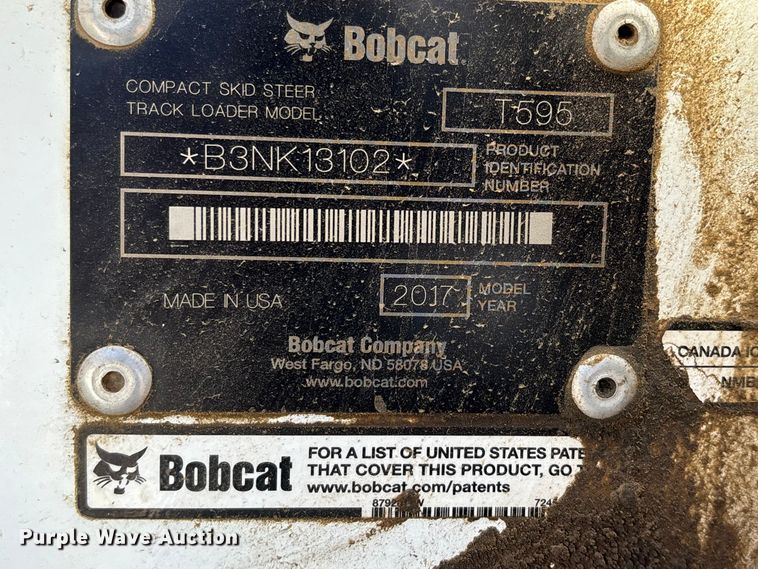 Bobcat
COMPACT SKID STEER
TRACK LOADER MODEL
T595
*B3NK13102*
PRODUCT
IDENTIFICATION
NUMBER
MADE IN USA
2017
MODEL
YEAR
Bobcat Company
West Fargo, ND 58078 USA
www.bobcat.com
CANADA
NMB
Bobcat
FOR A LIST OF UNITED STATES
THAT COVER THIS PRODUCT, GO
www.bobcat.com/patents
Purple Wave Auction